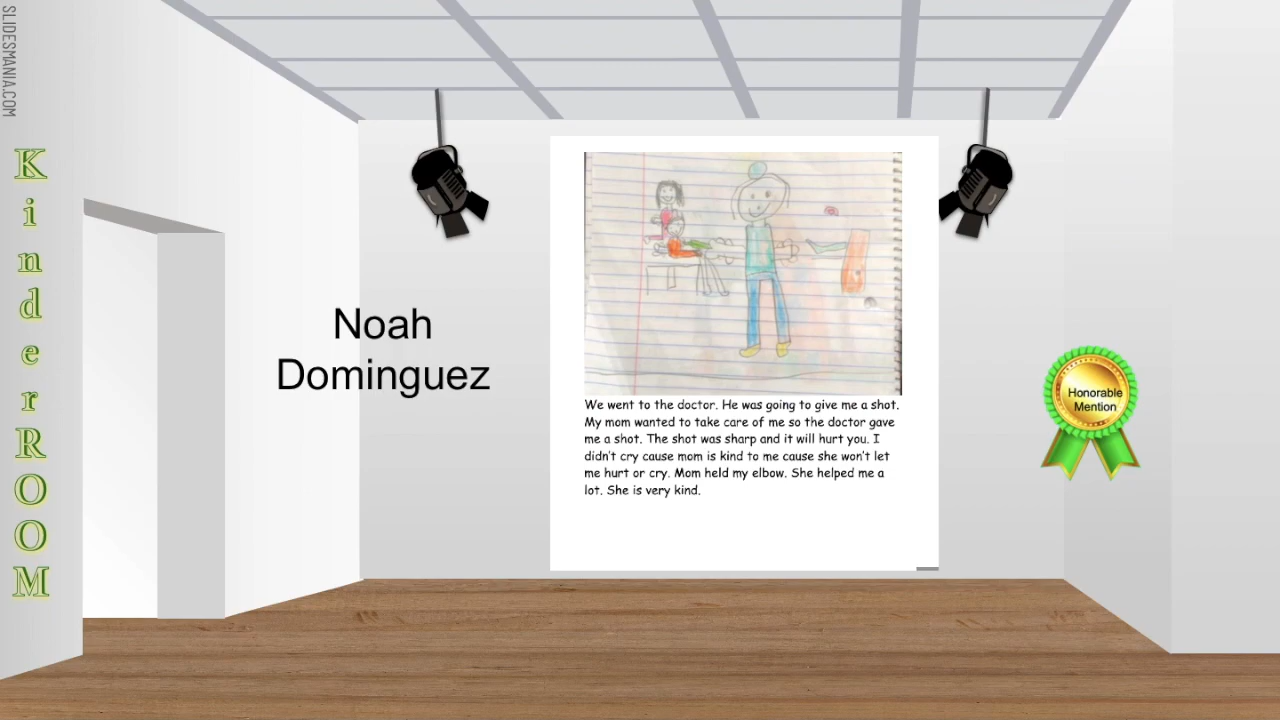 SLIDESMANIA.COM
KinderROOM
Noah
Dominguez
We went to the doctor. He was going to give me a shot.
My mom wanted to take care of me so the doctor gave
me a shot. The shot was sharp and it will hurt you. I
didn't cry cause mom is kind to me cause she won't let
me hurt or cry. Mom held my elbow. She helped me a
lot. She is very kind.
Honorable
Mention